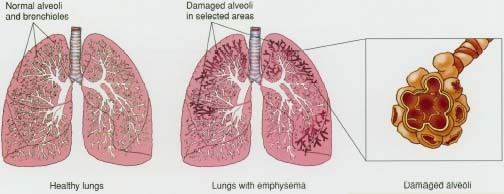 Normal alveoli
and bronchioles
Damaged alveoli
in selected areas
Healthy lungs
Lungs with emphysema
Damaged alveoli